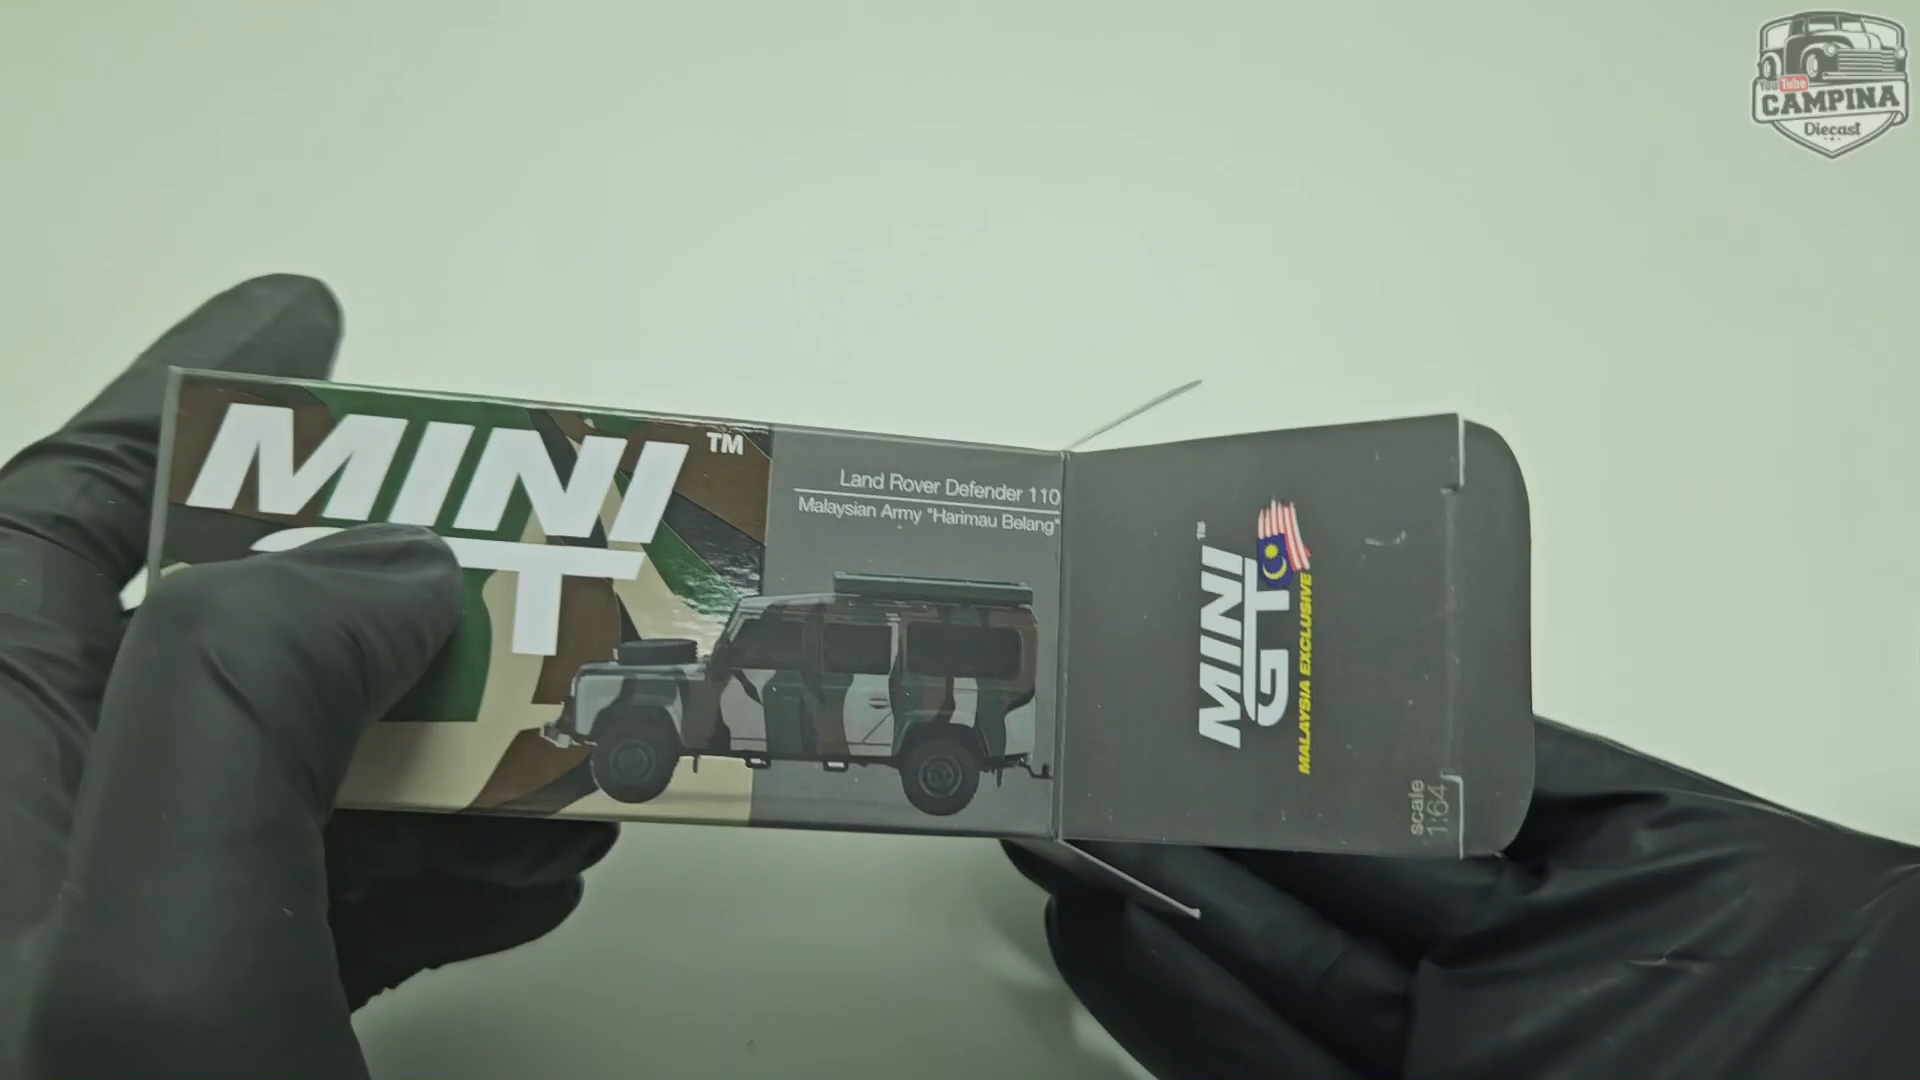 YouTube
CAMPINA
Diecast
MINI ™
T
Land Rover Defender 110
Malaysian Army "Harimau Belang"
MINI ™
GT
MALAYSIA EXCLUSIVE
scale
1:64